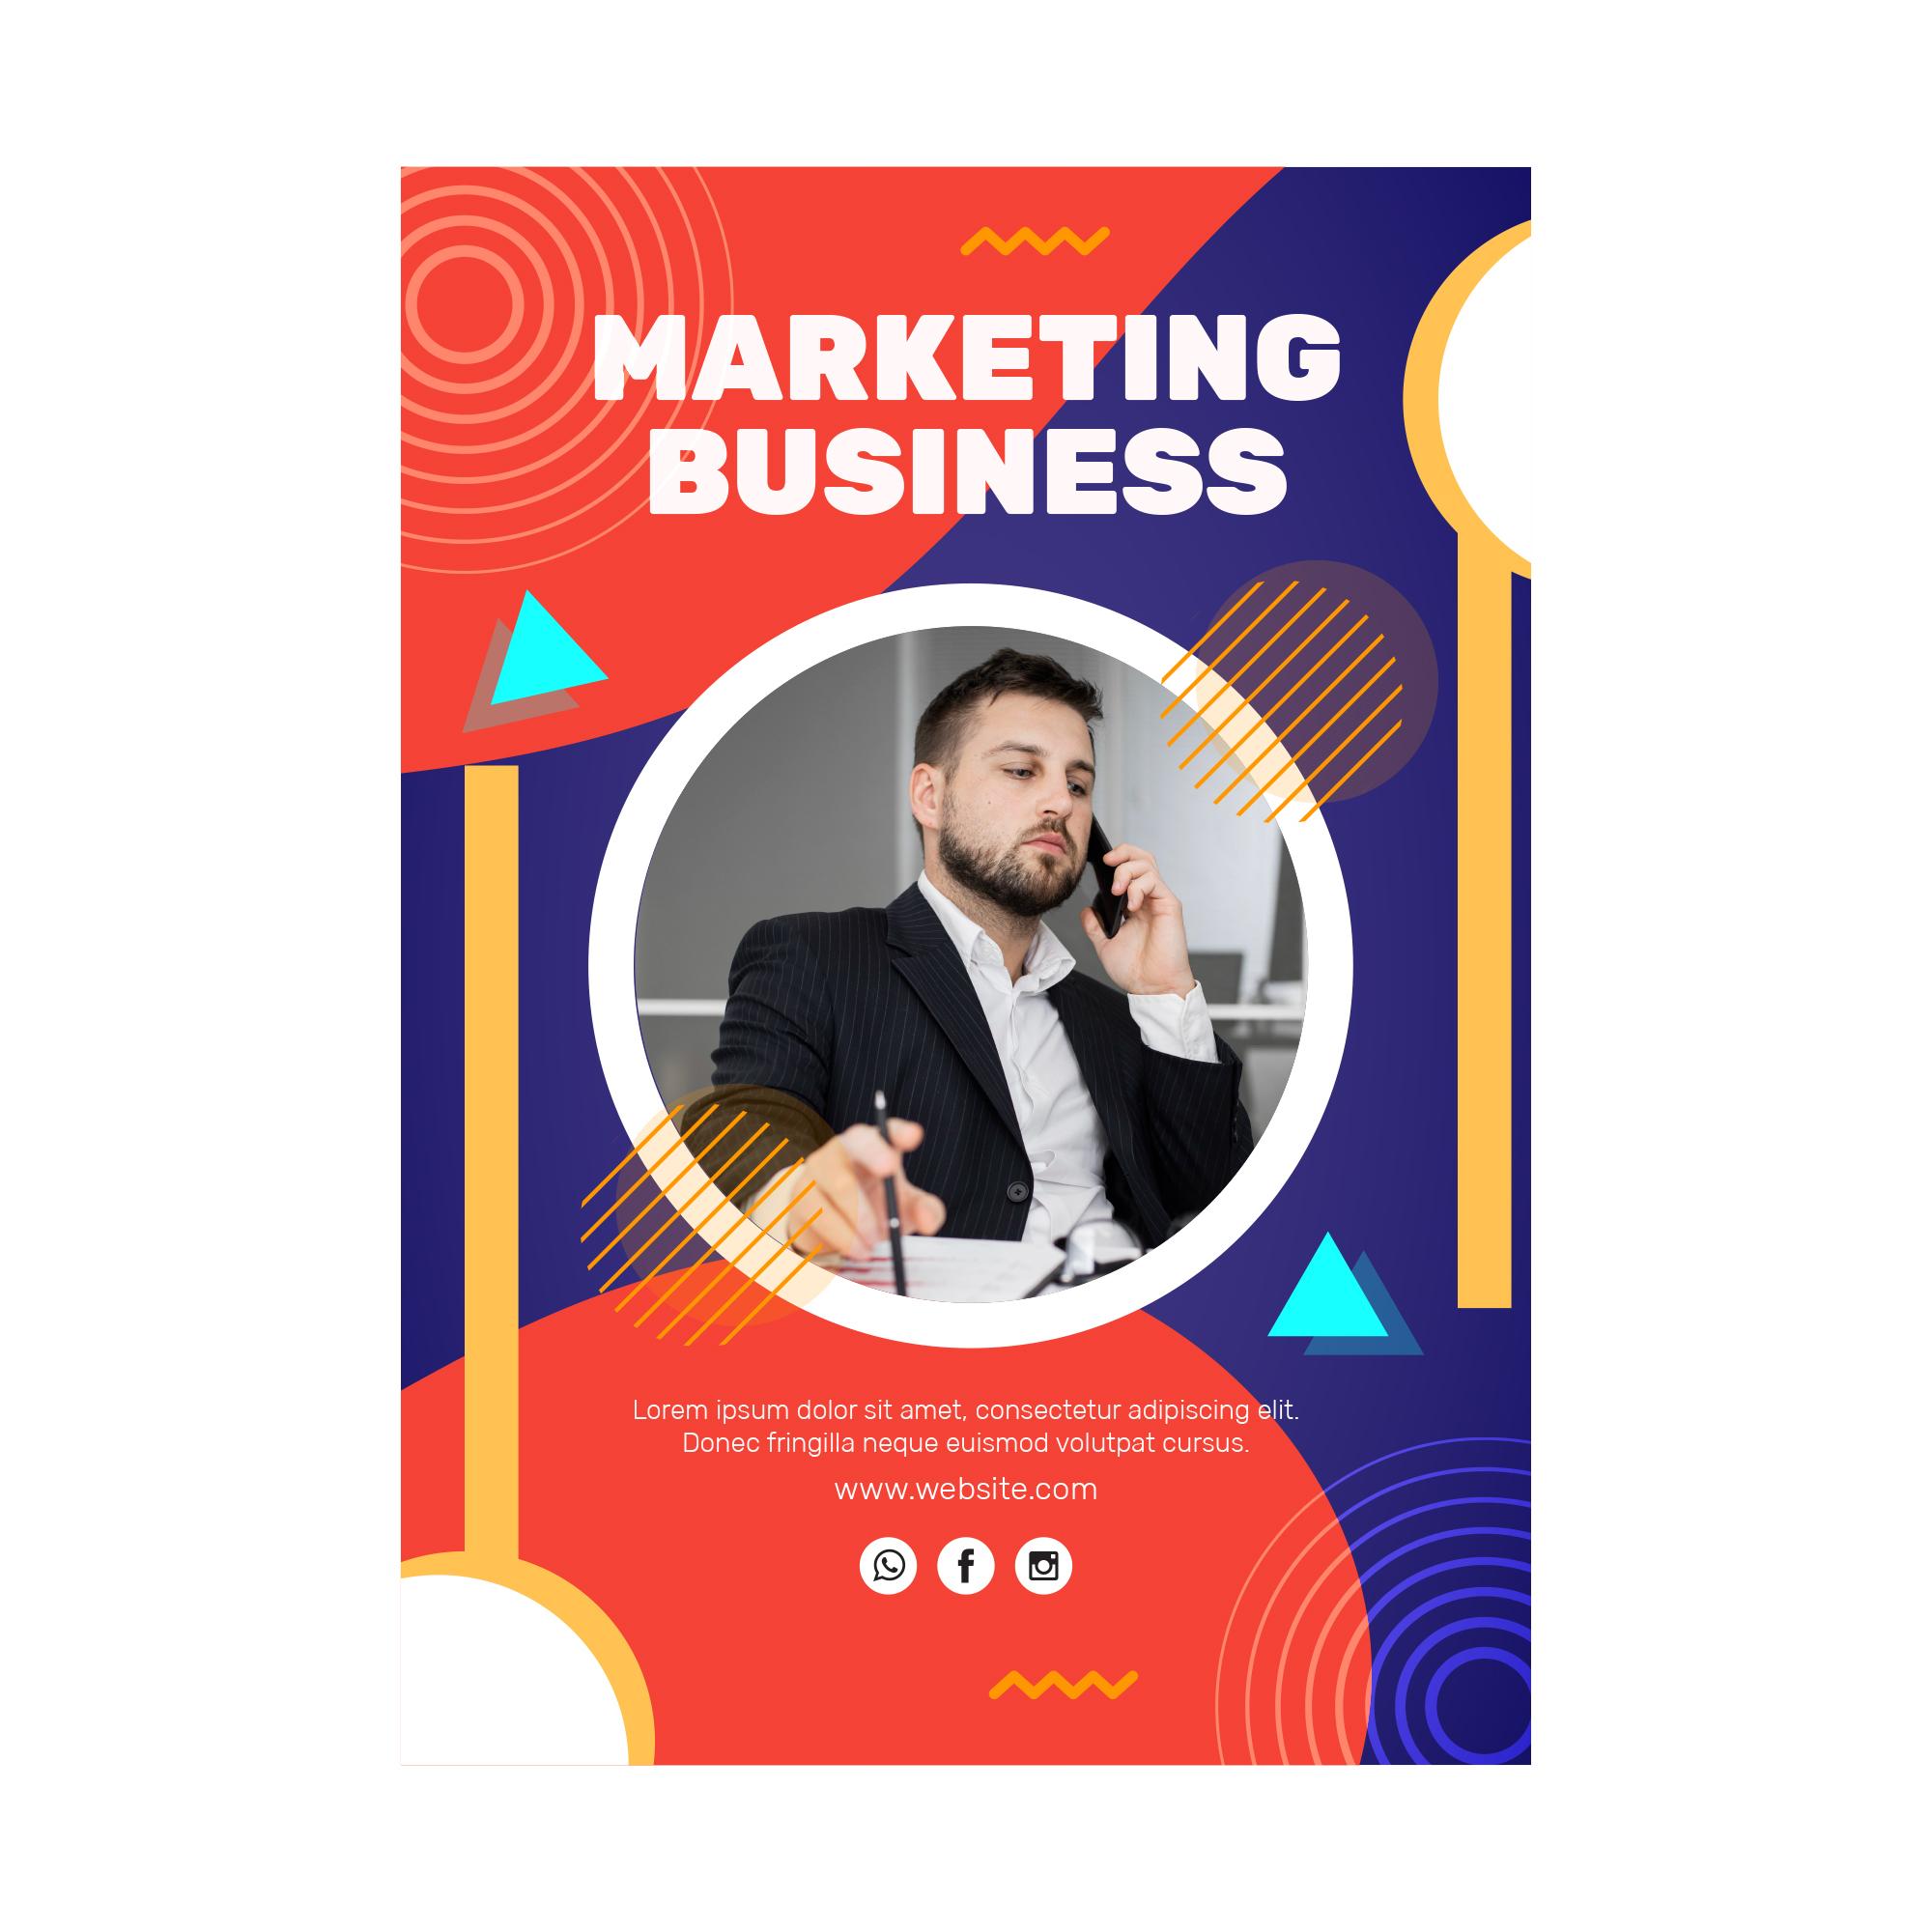 MARKETING
BUSINESS
Lorem ipsum dolor sit amet, consectetur adipiscing elit.
Donec fringilla neque euismod volutpat cursus.
www.website.com